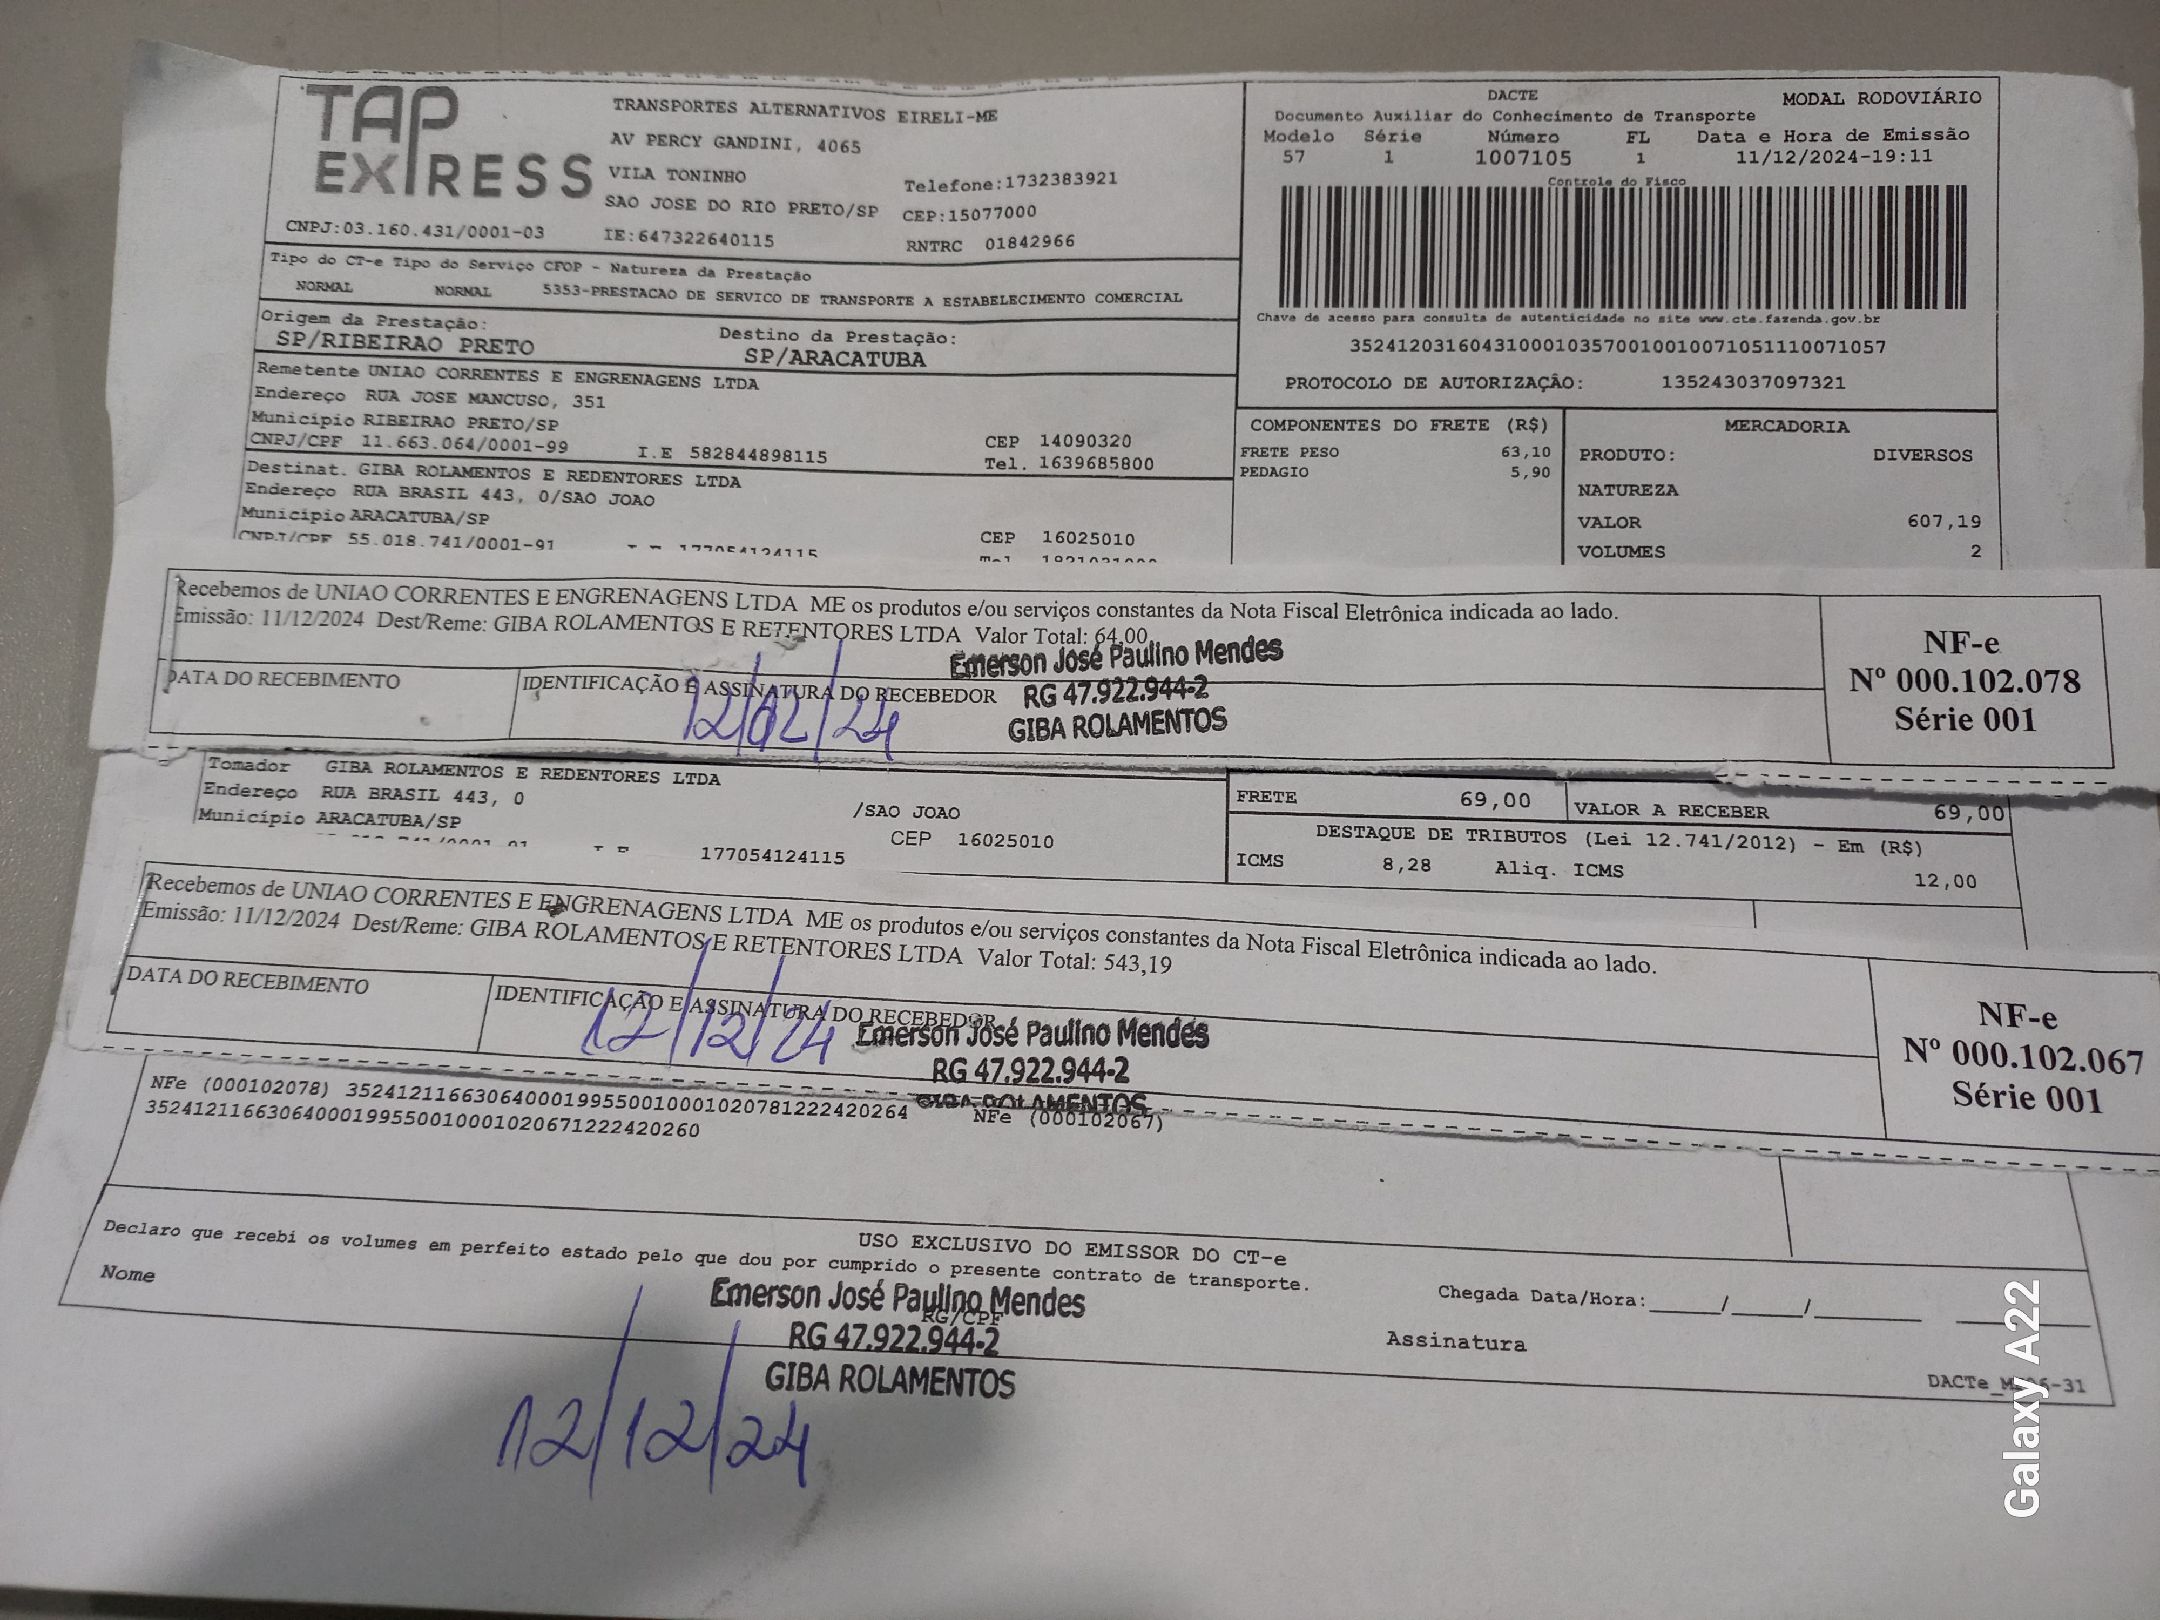 TAP EXPRESS
TRANSPORTES ALTERNATIVOS EIRELI-ME
AV PERCY GANDINI, 4065
VILA TONINHO
Telefone:1732383921
SAO JOSE DO RIO PRETO/SP CEP:15077000
CNPJ:03.160.431/0001-03 IE:647322640115 RNTRC 01842966
DACTE MODAL RODOVIÁRIO
Documento Auxiliar do Conhecimento de Transporte
Modelo Série Número FL Data e Hora de Emissão
57 1 1007105 1 11/12/2024-19:11
Controle do Fisco
Chave de acesso para consulta de autenticidade no site www.cte.fazenda.gov.br
35241203160431000103570010010071051110071057
PROTOCOLO DE AUTORIZAÇÂO: 135243037097321
Tipo do CT-e Tipo do Serviço CFOP - Natureza da Prestação
NORMAL NORMAL 5353-PRESTACAO DE SERVICO DE TRANSPORTE A ESTABELECIMENTO COMERCIAL
Origem da Prestação: Destino da Prestação:
SP/RIBEIRAO PRETO SP/ARACATUBA
Remetente UNIAO CORRENTES E ENGRENAGENS LTDA
Endereço RUA JOSE MANCUSO, 351
Município RIBEIRAO PRETO/SP CEP 14090320
CNPJ/CPF 11.663.064/0001-99 I.E 582844898115 Tel. 1639685800
Destinat. GIBA ROLAMENTOS E REDENTORES LTDA
Endereço RUA BRASIL 443, 0/SAO JOAO
Município ARACATUBA/SP CEP 16025010
CNPJ/CPF 55.018.741/0001-91 177054124115
COMPONENTES DO FRETE (R$)
FRETE PESO 63,10
PEDAGIO 5,90
MERCADORIA
PRODUTO: DIVERSOS
NATUREZA
VALOR 607,19
VOLUMES 2
Recebemos de UNIAO CORRENTES E ENGRENAGENS LTDA ME os produtos e/ou serviços constantes da Nota Fiscal Eletrônica indicada ao lado.
Emissão: 11/12/2024 Dest/Reme: GIBA ROLAMENTOS E RETENTORES LTDA Valor Total: 64,00
DATA DO RECEBIMENTO IDENTIFICAÇÃO E ASSINATURA DO RECEBEDOR
Emerson José Paulino Mendes
RG 47.922.944-2
GIBA ROLAMENTOS
12/12/24
NF-e
Nº 000.102.078
Série 001
Tomador GIBA ROLAMENTOS E REDENTORES LTDA
Endereço RUA BRASIL 443, 0 /SAO JOAO
Município ARACATUBA/SP CEP 16025010
177054124115
FRETE 69,00 VALOR A RECEBER 69,00
DESTAQUE DE TRIBUTOS (Lei 12.741/2012) - Em (R$)
ICMS 8,28 Aliq. ICMS 12,00
Recebemos de UNIAO CORRENTES E ENGRENAGENS LTDA ME os produtos e/ou serviços constantes da Nota Fiscal Eletrônica indicada ao lado.
Emissão: 11/12/2024 Dest/Reme: GIBA ROLAMENTOS E RETENTORES LTDA Valor Total: 543,19
DATA DO RECEBIMENTO IDENTIFICAÇÃO E ASSINATURA DO RECEBEDOR
12/12/24
Emerson José Paulino Mendes
RG 47.922.944-2
GIBA ROLAMENTOS
NF-e
Nº 000.102.067
Série 001
NFe (000102078) 35241211663064000199550010001020781222420264 NFe (000102067)
35241211663064000199550010001020671222420260
USO EXCLUSIVO DO EMISSOR DO CT-e
Declaro que recebi os volumes em perfeito estado pelo que dou por cumprido o presente contrato de transporte.
Nome RG/CPF Chegada Data/Hora:_____/_____/______
Assinatura
Emerson José Paulino Mendes
RG 47.922.944-2
GIBA ROLAMENTOS
12/12/24
Galaxy A22